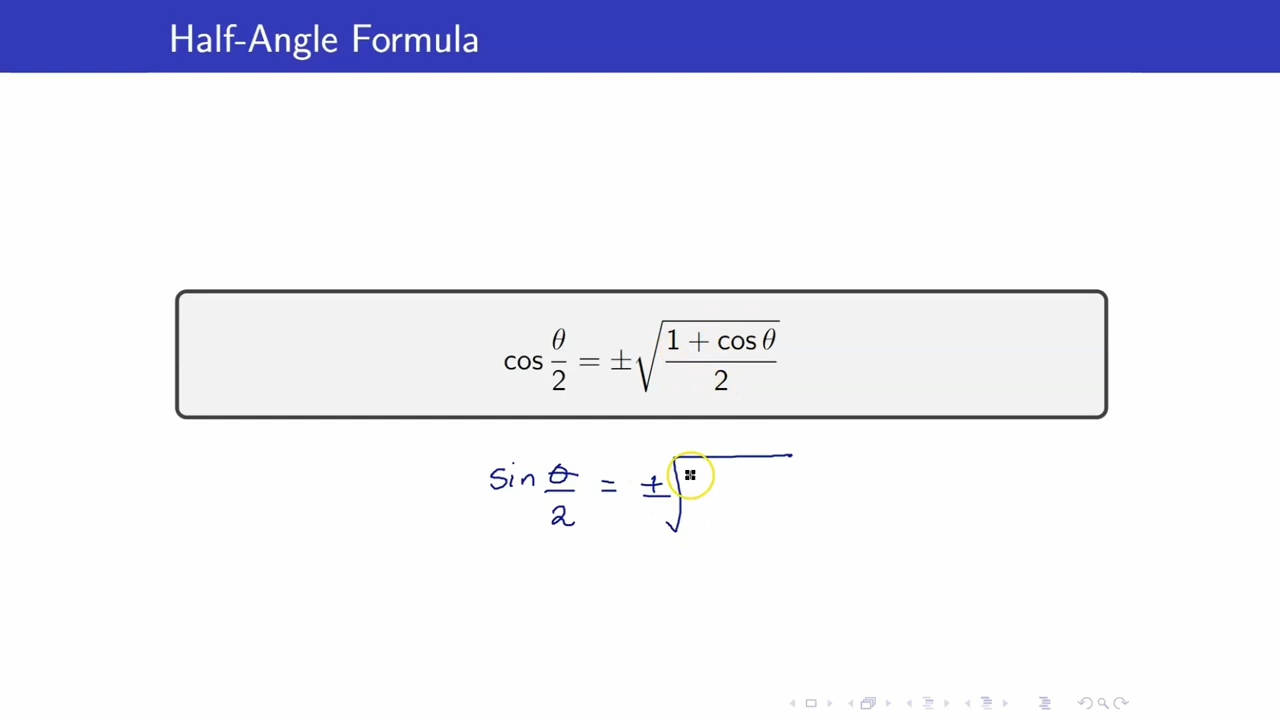 Half-Angle Formula
cos θ/2 = ±√((1 + cos θ)/2)
sin θ/2 = ±√